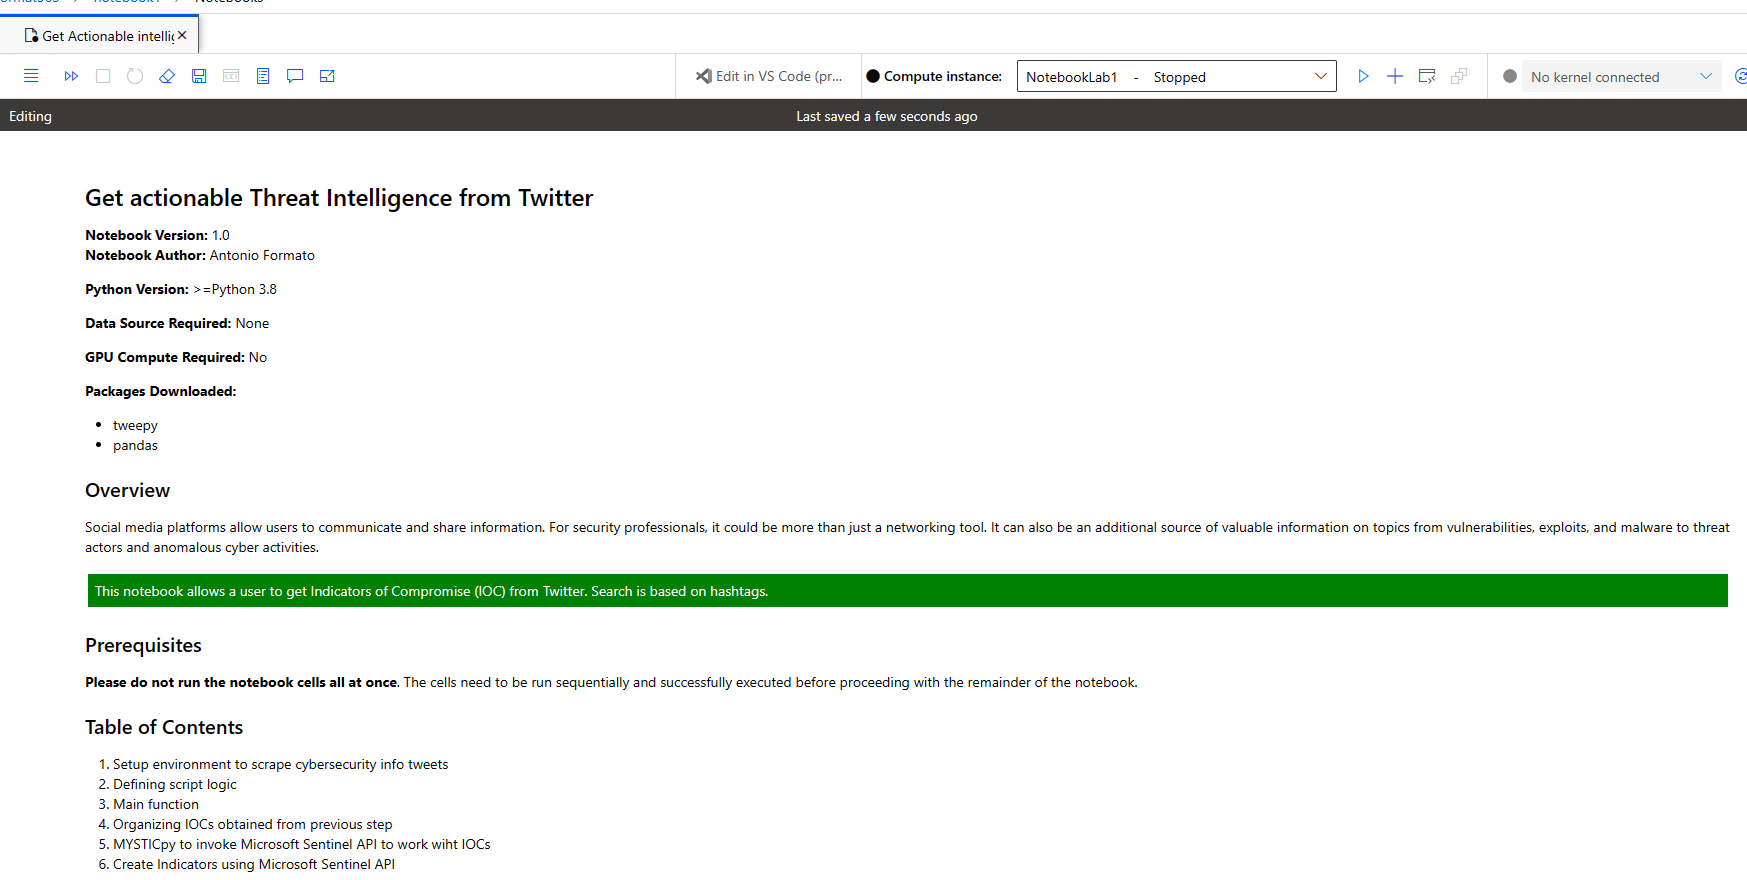 Notebooks
Get Actionable intellig
Edit in VS Code (pr...
Compute instance:
NotebookLab1 - Stopped
No kernel connected
Editing
Last saved a few seconds ago
Get actionable Threat Intelligence from Twitter
Notebook Version: 1.0
Notebook Author: Antonio Formato
Python Version: >=Python 3.8
Data Source Required: None
GPU Compute Required: No
Packages Downloaded:
• tweepy
• pandas
Overview
Social media platforms allow users to communicate and share information. For security professionals, it could be more than just a networking tool. It can also be an additional source of valuable information on topics from vulnerabilities, exploits, and malware to threat
actors and anomalous cyber activities.
This notebook allows a user to get Indicators of Compromise (IOC) from Twitter. Search is based on hashtags.
Prerequisites
Please do not run the notebook cells all at once. The cells need to be run sequentially and successfully executed before proceeding with the remainder of the notebook.
Table of Contents
1. Setup environment to scrape cybersecurity info tweets
2. Defining script logic
3. Main function
4. Organizing IOCs obtained from previous step
5. MYSTICpy to invoke Microsoft Sentinel API to work wiht IOCs
6. Create Indicators using Microsoft Sentinel API